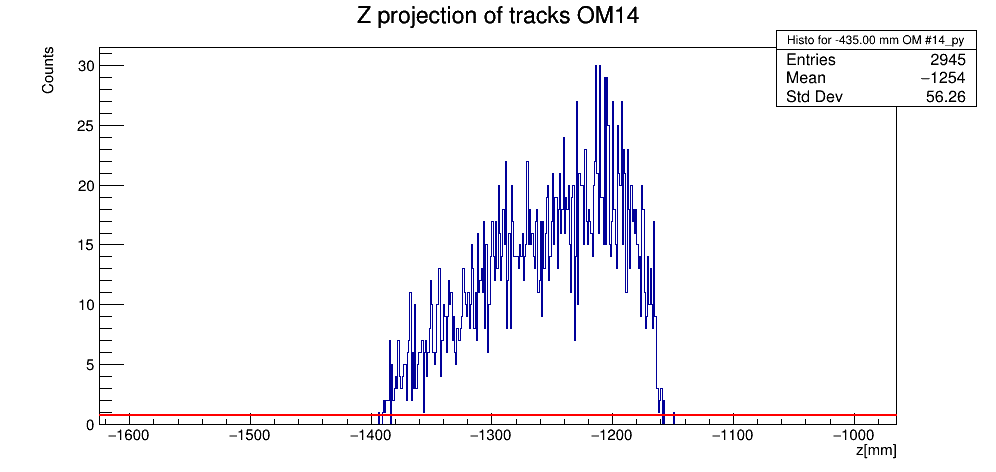 Z projection of tracks OM14
Histo for -435.00 mm OM #14_py
Entries 2945
Mean −1254
Std Dev 56.26
Counts
30
25
20
15
10
5
0
−1600 −1500 −1400 −1300 −1200 −1100 −1000
z[mm]